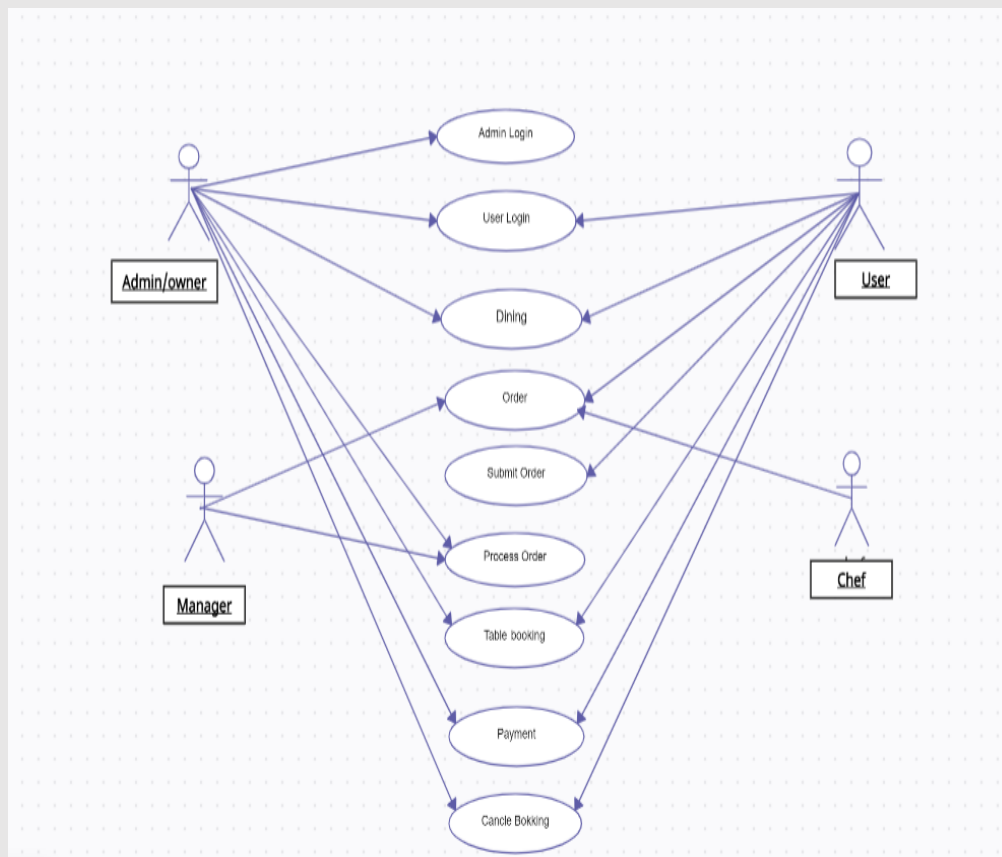 Admin Login
User Login
Admin/owner
User
Dining
Order
Submit Order
Process Order
Chef
Manager
Table booking
Payment
Cancle Bokking